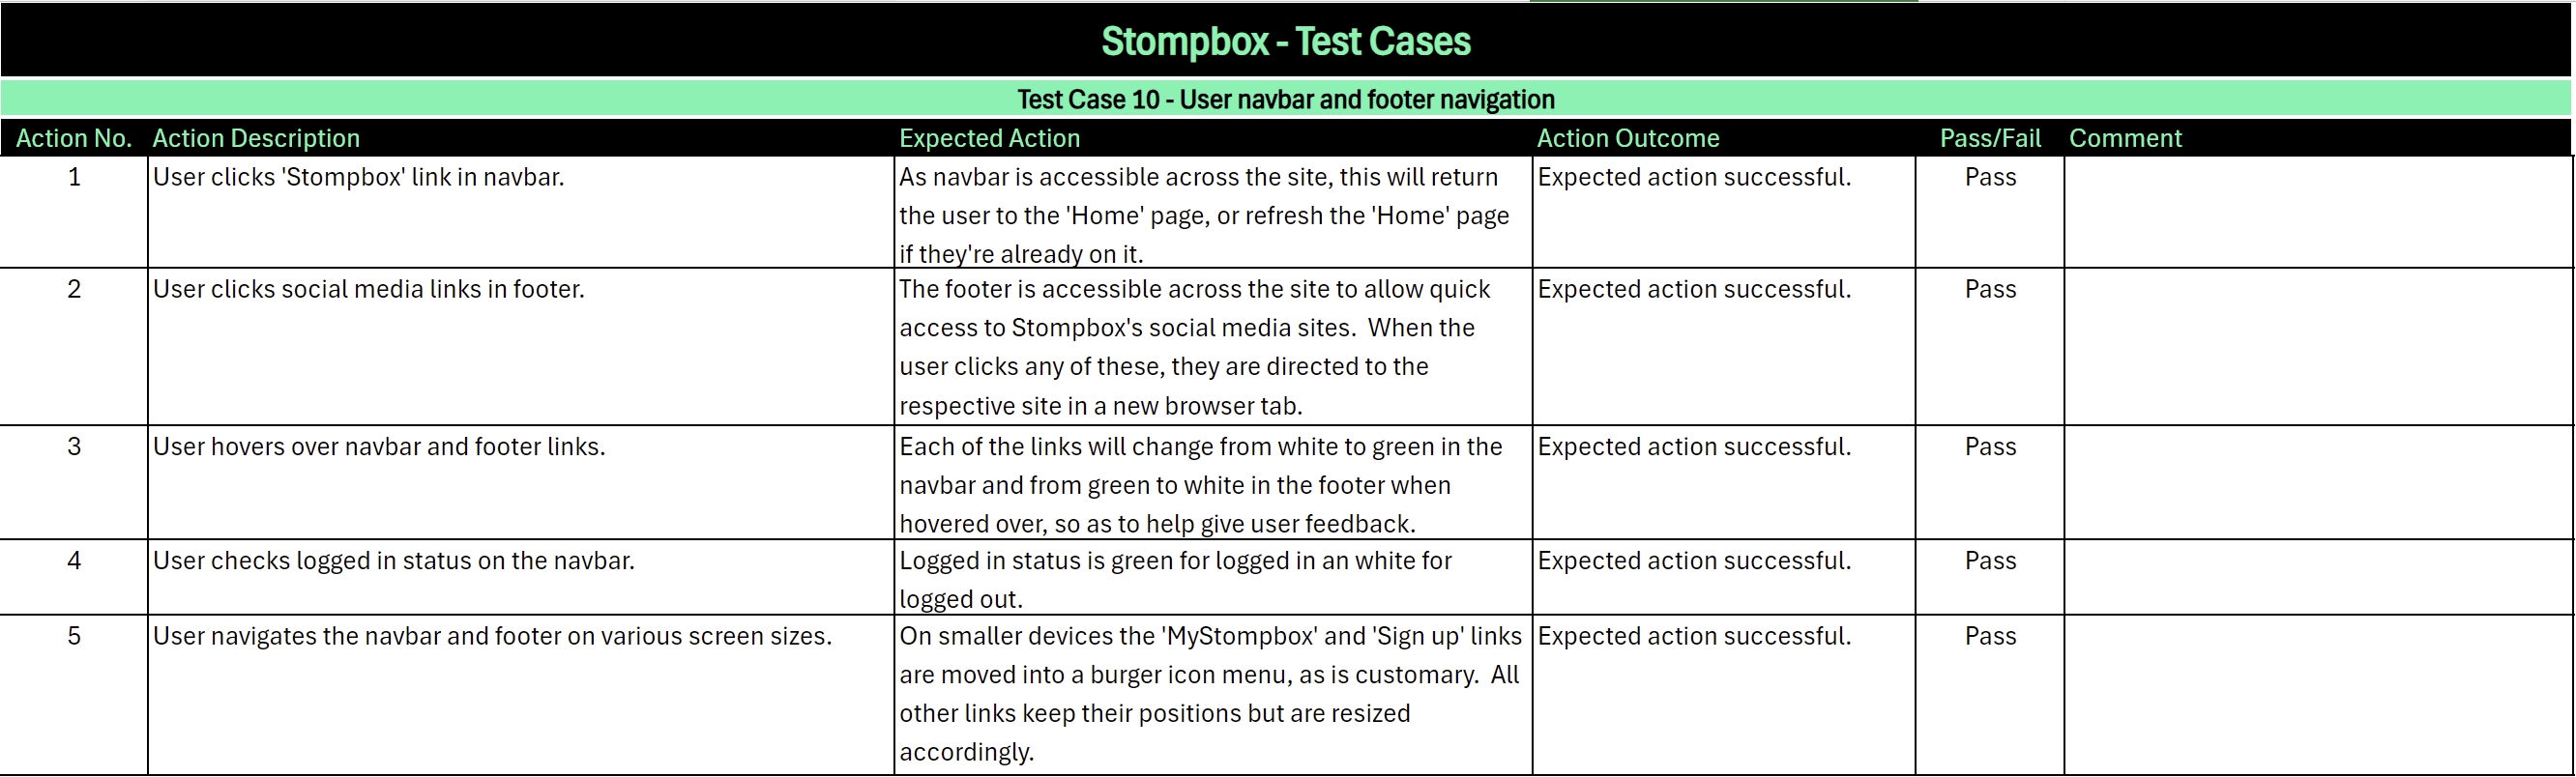 Stompbox - Test Cases
Test Case 10 - User navbar and footer navigation
Action No. Action Description Expected Action Action Outcome Pass/Fail Comment
1 User clicks 'Stompbox' link in navbar. As navbar is accessible across the site, this will return Expected action successful. Pass
the user to the 'Home' page, or refresh the 'Home' page
if they're already on it.
2 User clicks social media links in footer. The footer is accessible across the site to allow quick Expected action successful. Pass
access to Stompbox's social media sites.  When the
user clicks any of these, they are directed to the
respective site in a new browser tab.
3 User hovers over navbar and footer links. Each of the links will change from white to green in the Expected action successful. Pass
navbar and from green to white in the footer when
hovered over, so as to help give user feedback.
4 User checks logged in status on the navbar. Logged in status is green for logged in an white for Expected action successful. Pass
logged out.
5 User navigates the navbar and footer on various screen sizes. On smaller devices the 'MyStompbox' and 'Sign up' links Expected action successful. Pass
are moved into a burger icon menu, as is customary.  All
other links keep their positions but are resized
accordingly.